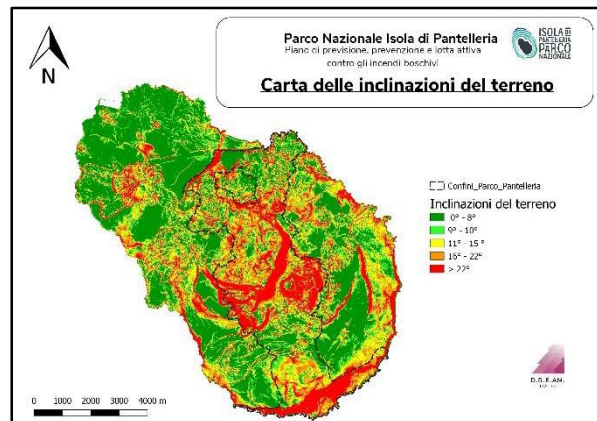 Parco Nazionale Isola di Pantelleria
Piano di previsione, prevenzione e lotta attiva
contro gli incendi boschivi
Carta delle inclinazioni del terreno
ISOLA DI
PANTELLERIA
PARCO
NAZIONALE
N
Confini_Parco_Pantelleria
Inclinazioni del terreno
0° - 8°
9° - 10°
11° - 15 °
16° - 22°
> 22°
D.R.E.AM.
0 1000 2000 3000 4000 m